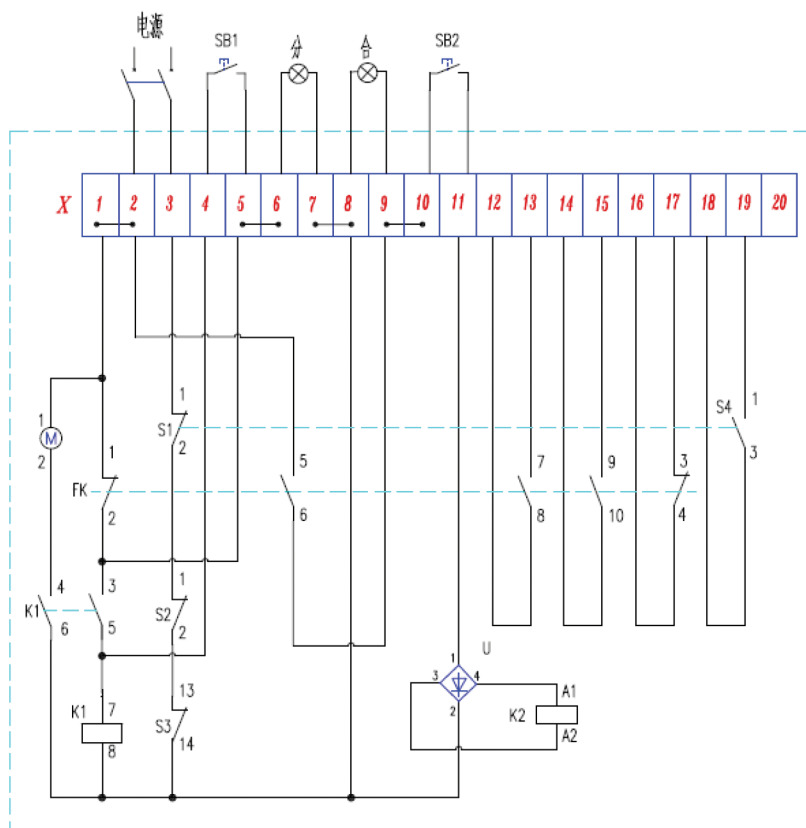 电源
SB1 分 合 SB2
X 1 2 3 4 5 6 7 8 9 10 11 12 13 14 15 16 17 18 19 20
1 1
1 S1 S4
M 2
2 1 5 7 9 3 3
FK
2 6 8 10 4
4 3 1
K1 S2
6 5 2
U
1
13 3 4 A1
7 K2
K1 S3 2 A2
8 14